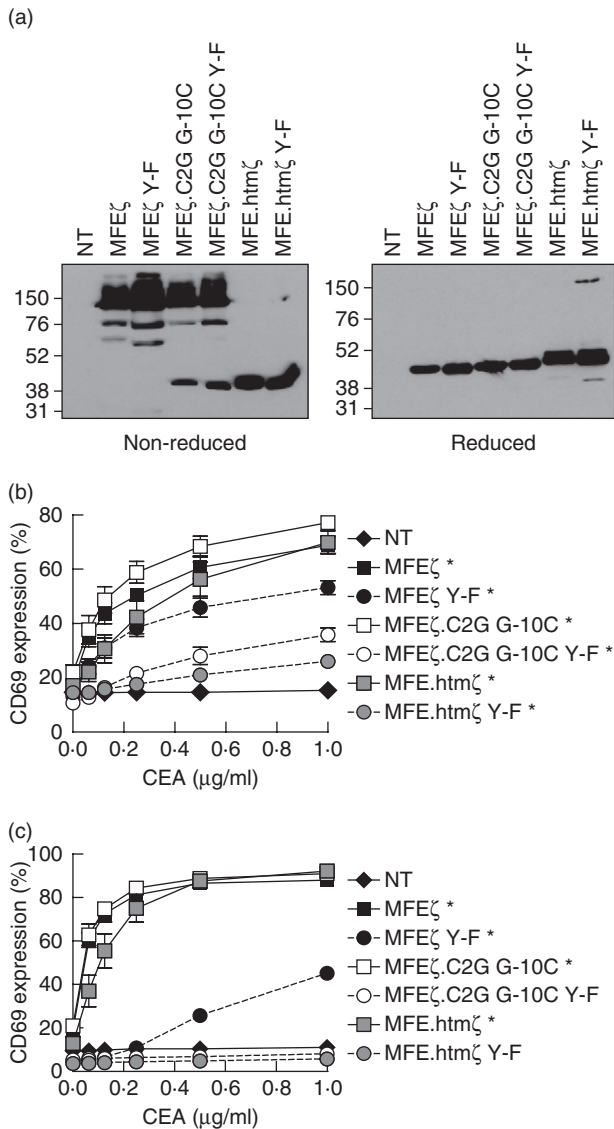 (a)
NT
MFEζ
MFEζ Y-F
MFEζ.C2G G-10C
MFEζ.C2G G-10C Y-F
MFE.htmζ
MFE.htmζ Y-F
NT
MFEζ
MFEζ Y-F
MFEζ.C2G G-10C
MFEζ.C2G G-10C Y-F
MFE.htmζ
MFE.htmζ Y-F
150
76
52
38
31
Non-reduced
150
76
52
38
31
Reduced
(b)
CD69 expression (%)
80
60
40
20
0
0·0 0·2 0·4 0·6 0·8 1·0
CEA (μg/ml)
NT
MFEζ *
MFEζ Y-F *
MFEζ.C2G G-10C *
MFEζ.C2G G-10C Y-F *
MFE.htmζ *
MFE.htmζ Y-F *
(c)
CD69 expression (%)
100
80
60
40
20
0
0·0 0·2 0·4 0·6 0·8 1·0
CEA (μg/ml)
NT
MFEζ *
MFEζ Y-F *
MFEζ.C2G G-10C *
MFEζ.C2G G-10C Y-F
MFE.htmζ *
MFE.htmζ Y-F